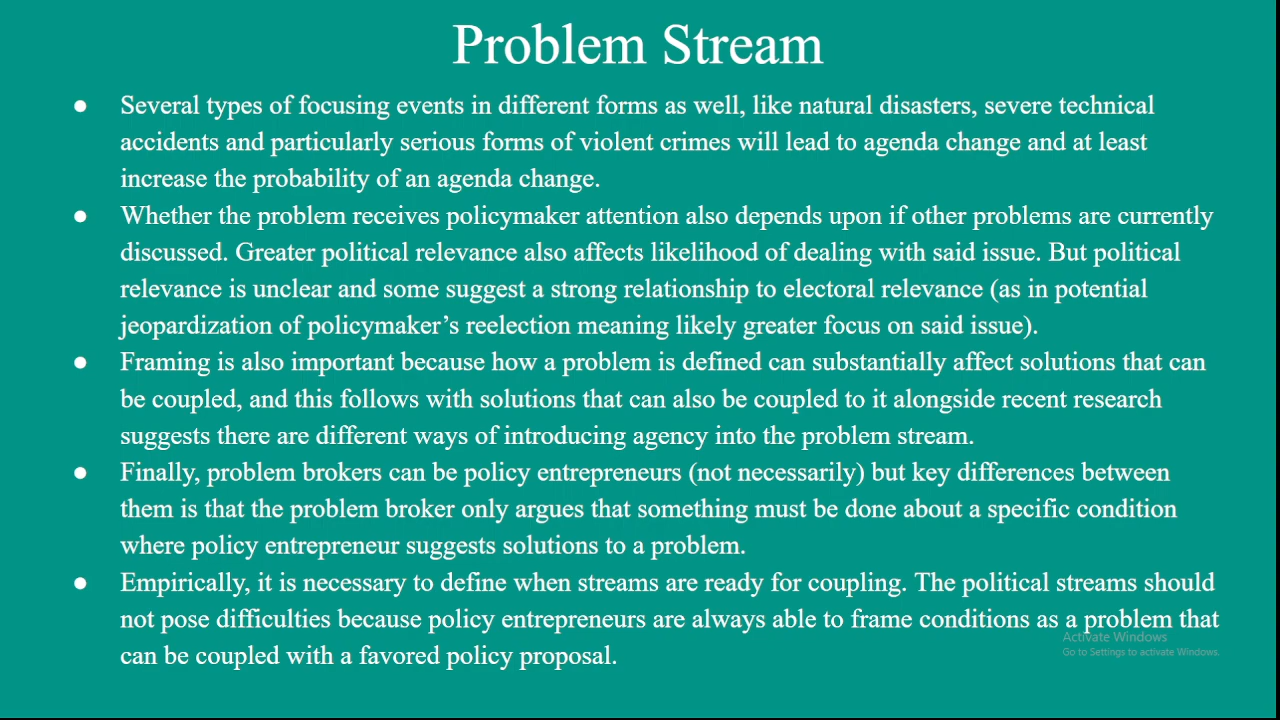 Problem Stream
● Several types of focusing events in different forms as well, like natural disasters, severe technical
accidents and particularly serious forms of violent crimes will lead to agenda change and at least
increase the probability of an agenda change.
● Whether the problem receives policymaker attention also depends upon if other problems are currently
discussed. Greater political relevance also affects likelihood of dealing with said issue. But political
relevance is unclear and some suggest a strong relationship to electoral relevance (as in potential
jeopardization of policymaker’s reelection meaning likely greater focus on said issue).
● Framing is also important because how a problem is defined can substantially affect solutions that can
be coupled, and this follows with solutions that can also be coupled to it alongside recent research
suggests there are different ways of introducing agency into the problem stream.
● Finally, problem brokers can be policy entrepreneurs (not necessarily) but key differences between
them is that the problem broker only argues that something must be done about a specific condition
where policy entrepreneur suggests solutions to a problem.
● Empirically, it is necessary to define when streams are ready for coupling. The political streams should
not pose difficulties because policy entrepreneurs are always able to frame conditions as a problem that
can be coupled with a favored policy proposal.
Activate Windows
Go to Settings to activate Windows.